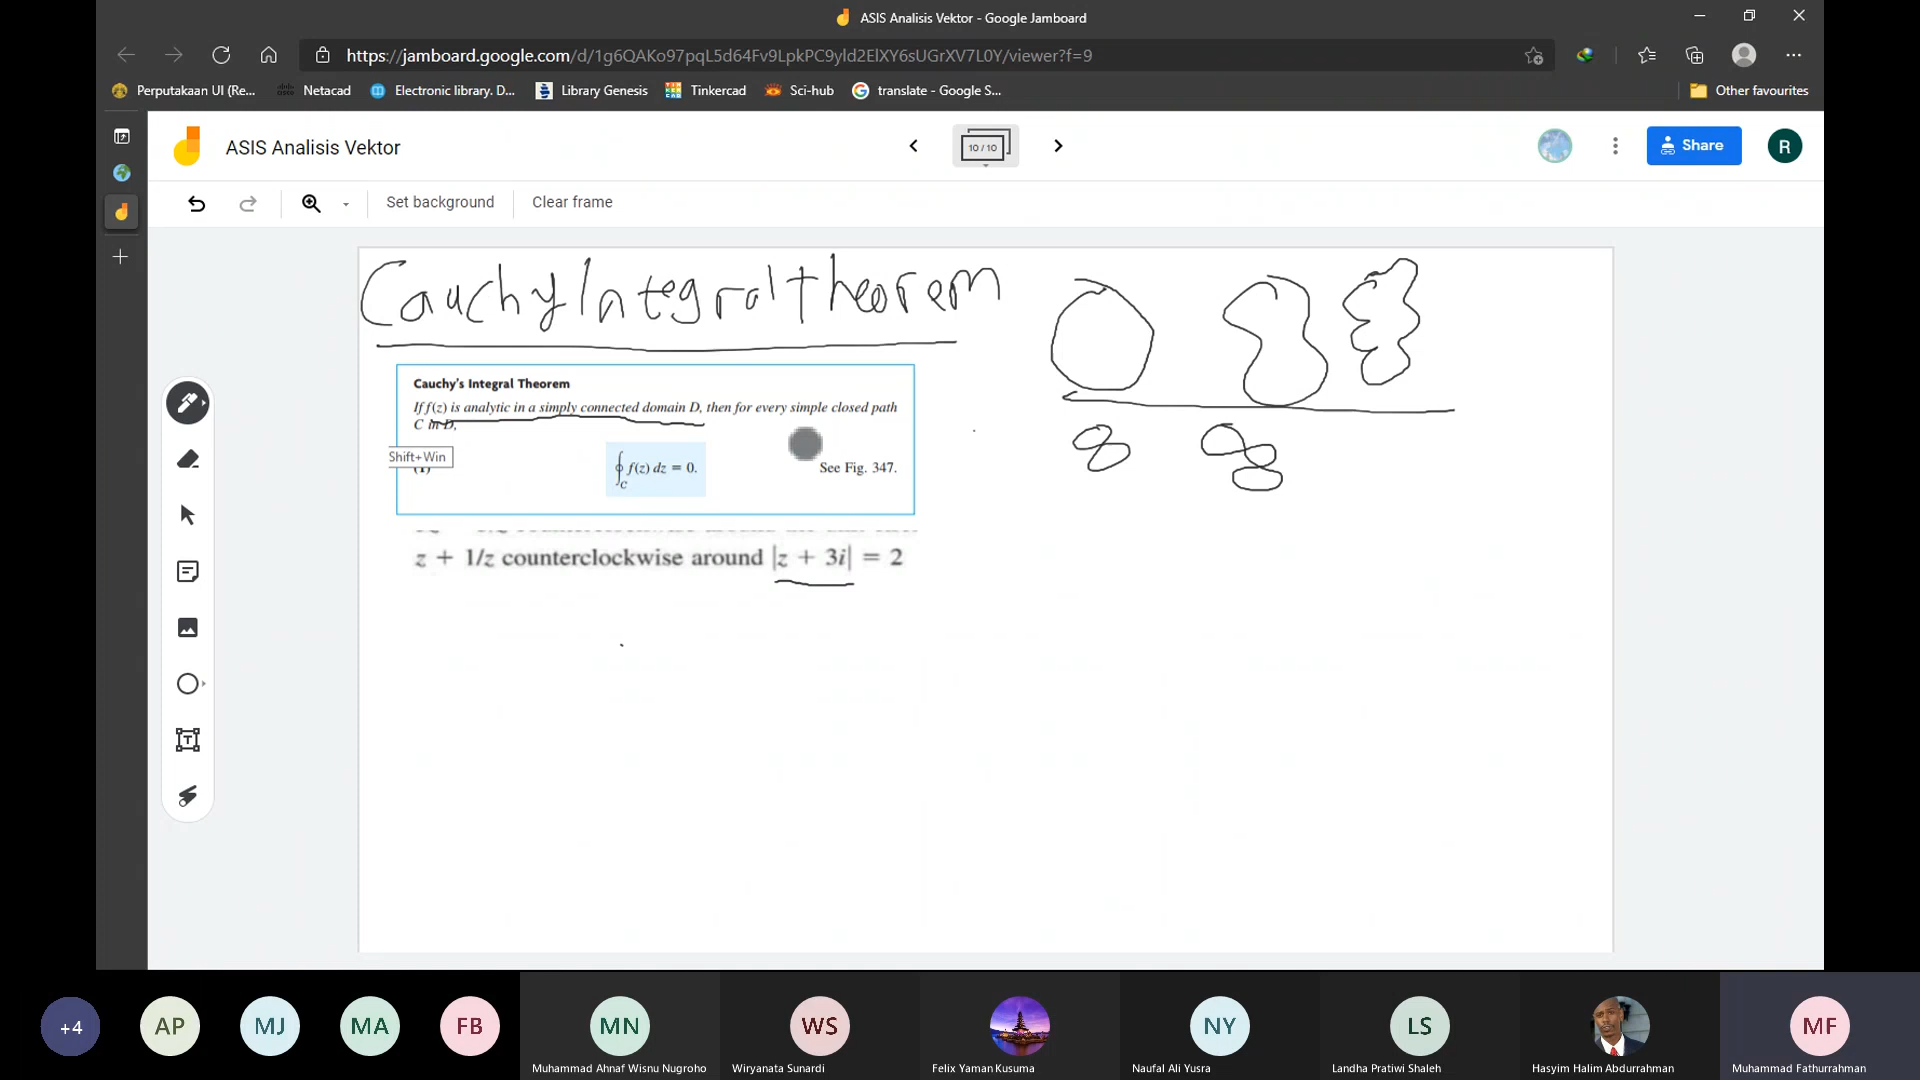 ASIS Analisis Vektor - Google Jamboard
https://jamboard.google.com/d/1g6QAKo97pqL5d64Fv9LpkPC9yld2ElXY6sUGrXV7L0Y/viewer?f=9
Perputakaan UI (Re... Netacad Electronic library. D... Library Genesis Tinkercad Sci-hub translate - Google S... Other favourites
ASIS Analisis Vektor
10 / 10
Share
R
Set background Clear frame
Cauchy Integral Theorem
Cauchy's Integral Theorem
If f(z) is analytic in a simply connected domain D, then for every simple closed path
C in D,
Shift+Win
(1) ∮C f(z) dz = 0. See Fig. 347.
z + 1/z counterclockwise around |z + 3i| = 2
+4 AP MJ MA FB MN WS NY LS MF
Muhammad Ahnaf Wisnu Nugroho Wiryanata Sunardi Felix Yaman Kusuma Naufal Ali Yusra Landha Pratiwi Shaleh Hasyim Halim Abdurrahman Muhammad Fathurrahman